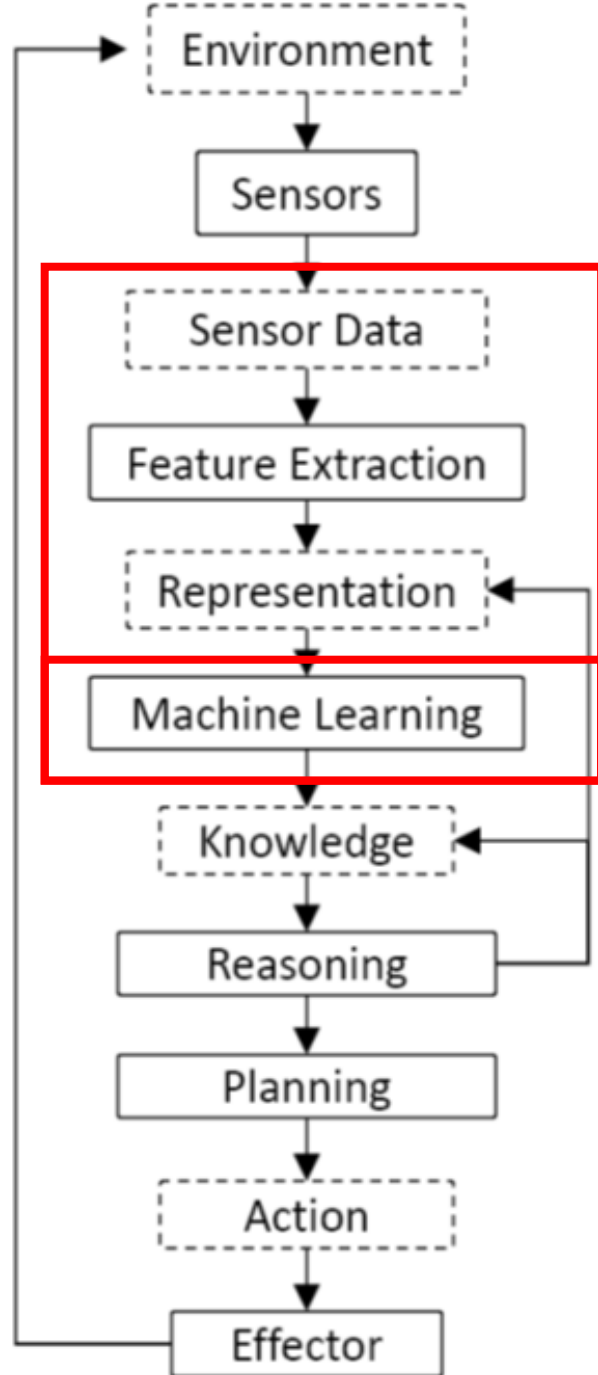 Environment
Sensors
Sensor Data
Feature Extraction
Representation
Machine Learning
Knowledge
Reasoning
Planning
Action
Effector